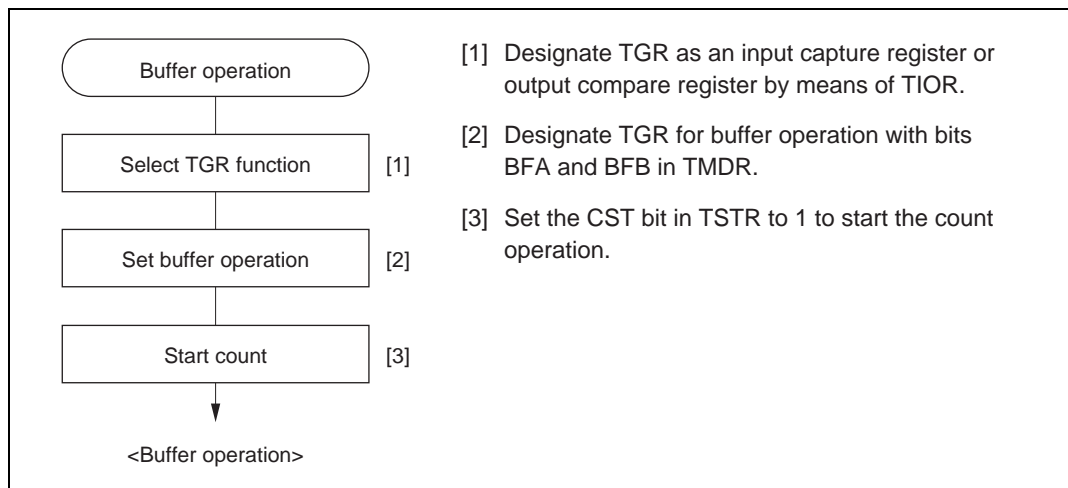 Buffer operation
Select TGR function [1]
Set buffer operation [2]
Start count [3]
<Buffer operation>
[1] Designate TGR as an input capture register or
output compare register by means of TIOR.
[2] Designate TGR for buffer operation with bits
BFA and BFB in TMDR.
[3] Set the CST bit in TSTR to 1 to start the count
operation.